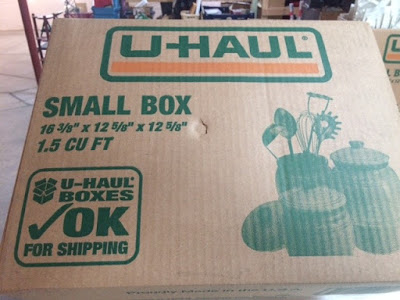 U-HAUL®
SMALL BOX
16 3/8" x 12 5/8" x 12 5/8"
1.5 CU FT
U-HAUL®
BOXES
OK
FOR SHIPPING